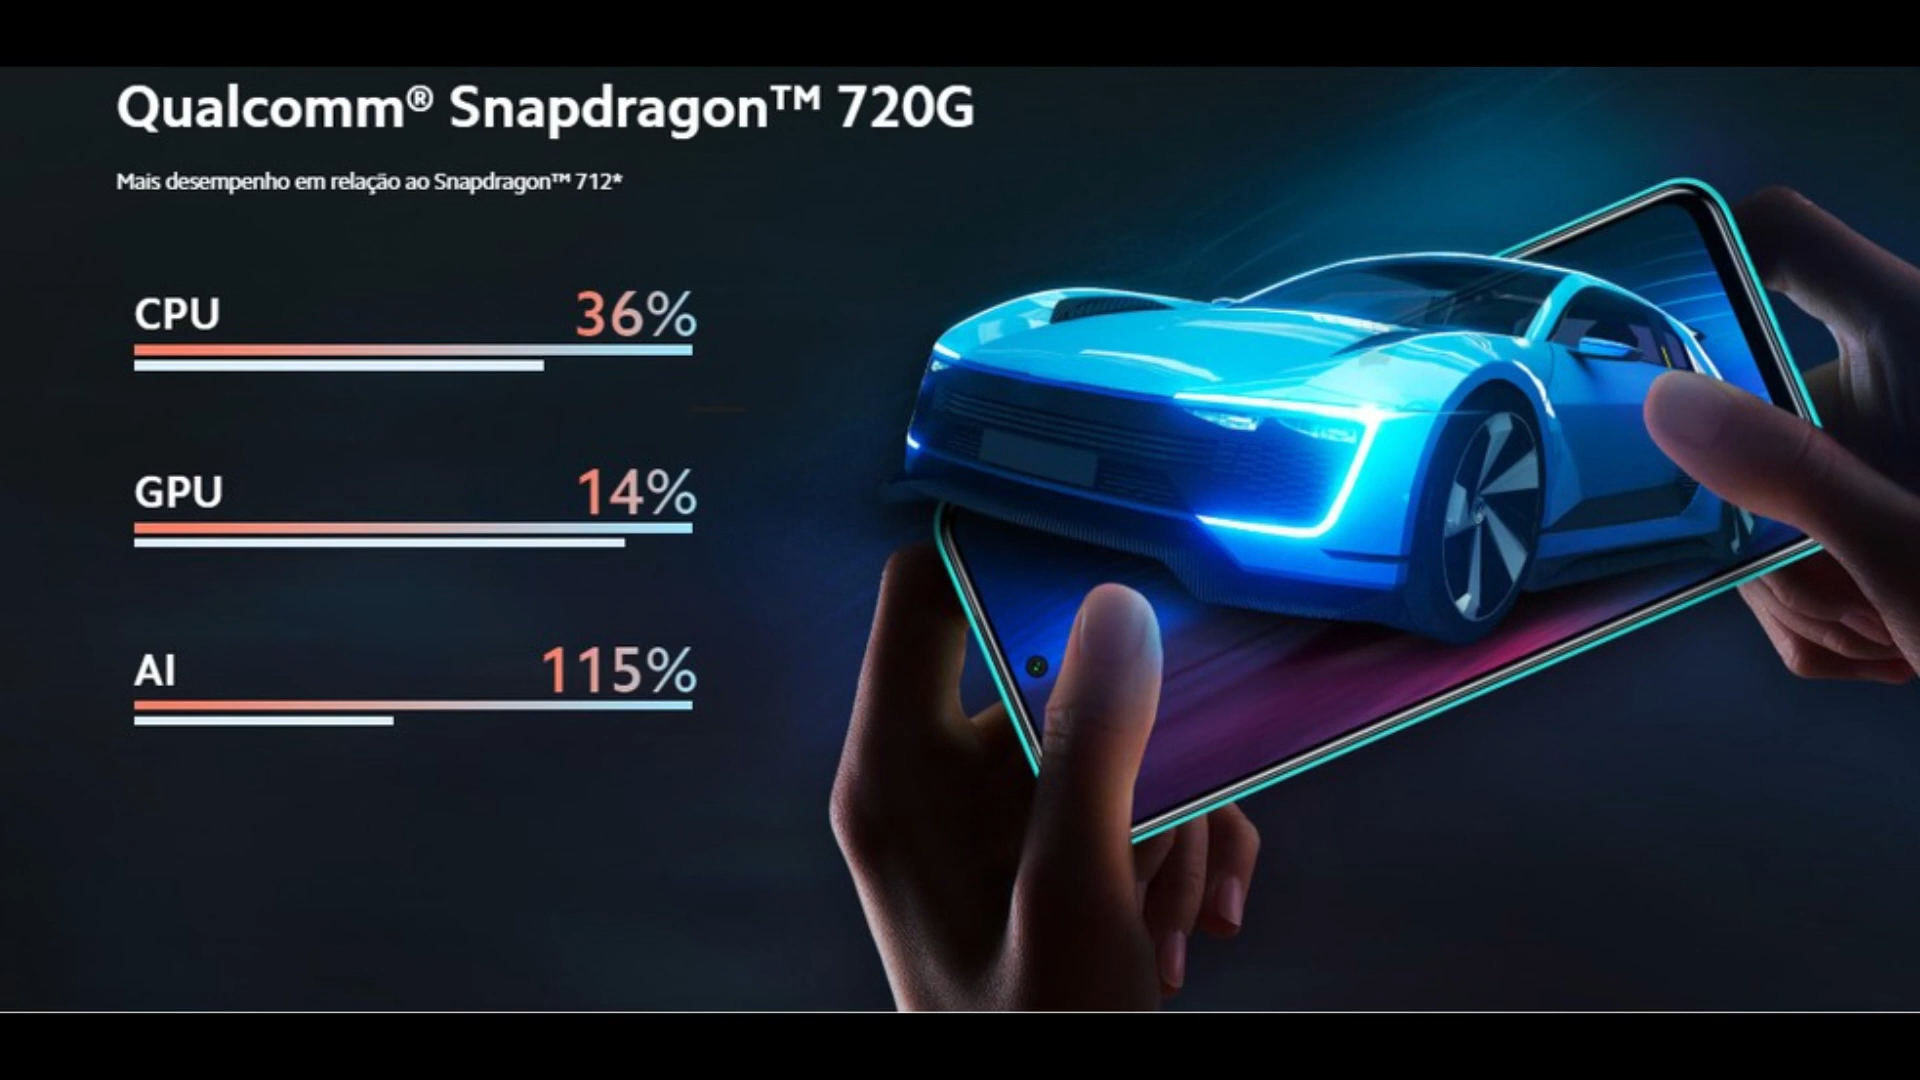 Qualcomm® Snapdragon™ 720G
Mais desempenho em relação ao Snapdragon™ 712*
CPU 36%
GPU 14%
AI 115%